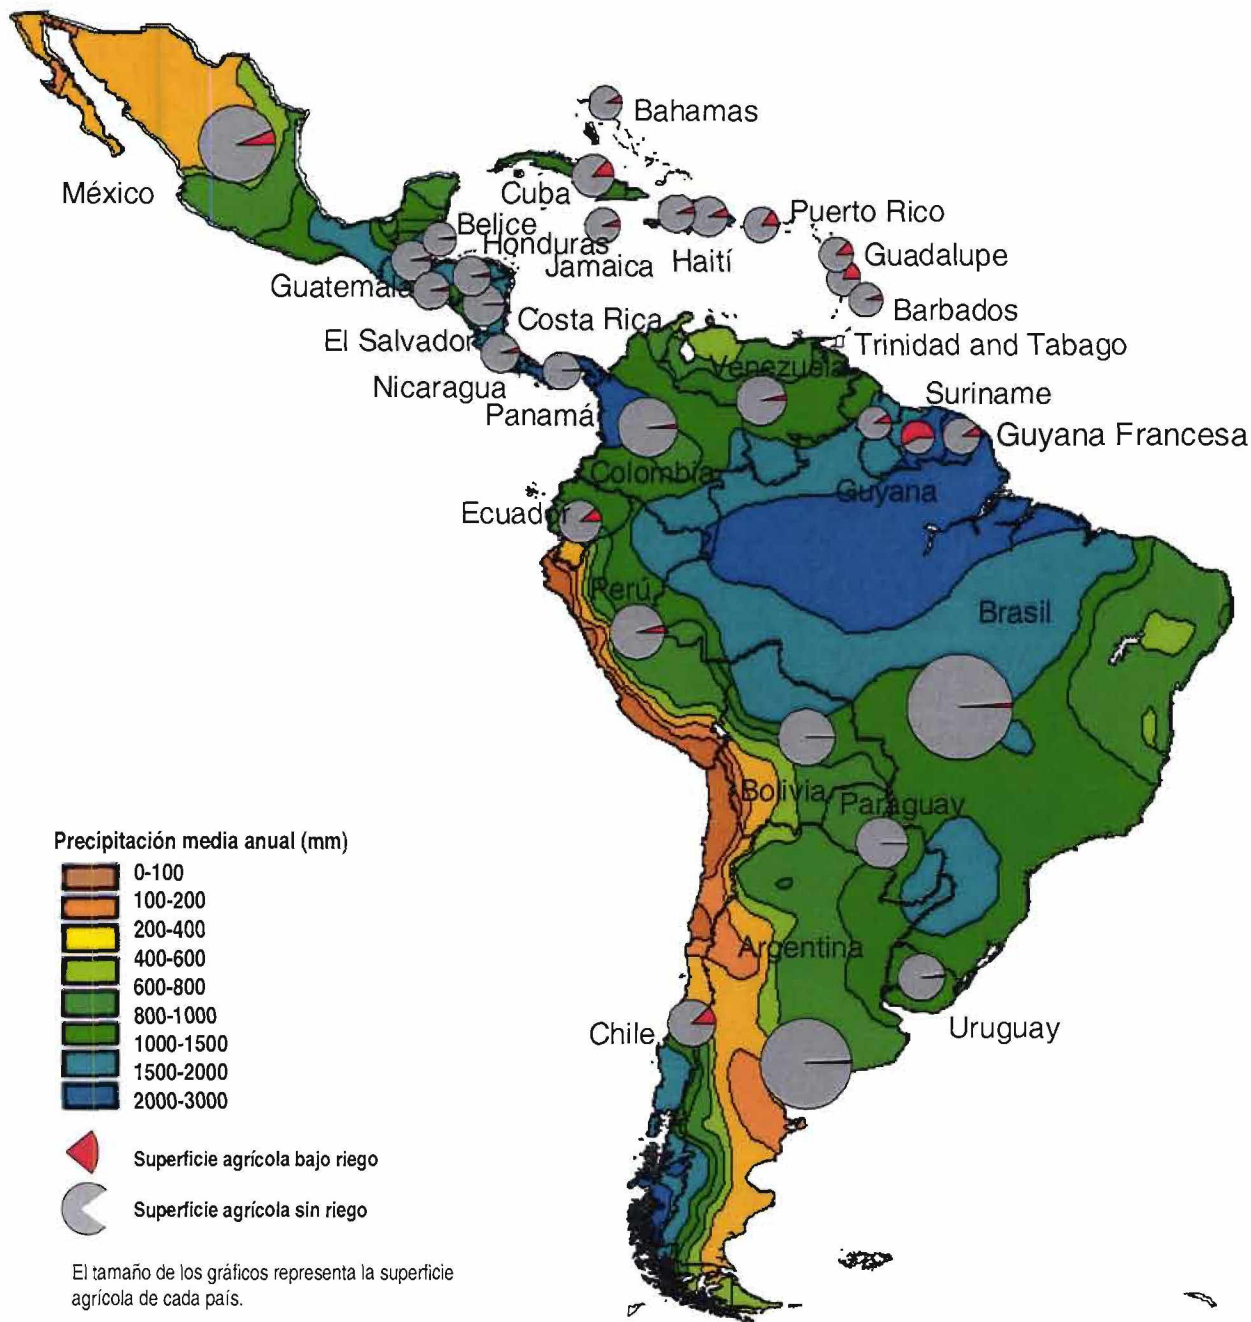 Bahamas
México
Cuba
Puerto Rico
Belice
Honduras
Jamaica
Haití
Guadalupe
Guatemala
Barbados
Costa Rica
El Salvador
Trinidad and Tabago
Venezuela
Nicaragua
Suriname
Panamá
Guyana Francesa
Colombia
Guyana
Ecuador
Perú
Brasil
Bolivia
Paraguay
Argentina
Chile
Uruguay
Precipitación media anual (mm)
0-100
100-200
200-400
400-600
600-800
800-1000
1000-1500
1500-2000
2000-3000
Superficie agrícola bajo riego
Superficie agrícola sin riego
El tamaño de los gráficos representa la superficie
agrícola de cada país.